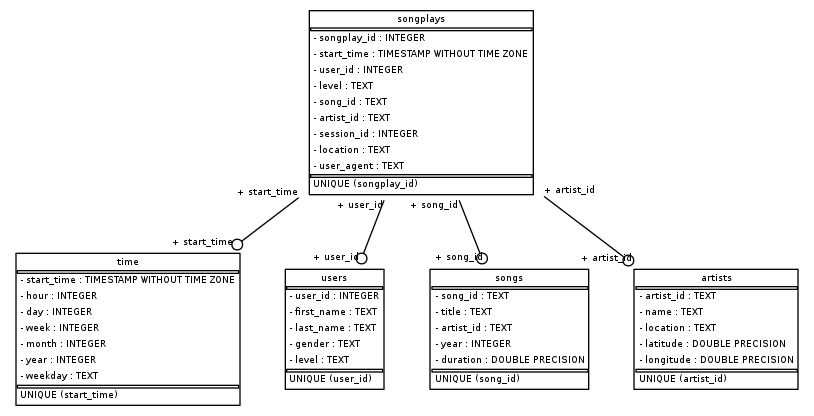 songplays
- songplay_id : INTEGER
- start_time : TIMESTAMP WITHOUT TIME ZONE
- user_id : INTEGER
- level : TEXT
- song_id : TEXT
- artist_id : TEXT
- session_id : INTEGER
- location : TEXT
- user_agent : TEXT
UNIQUE (songplay_id)
+ start_time
+ user_id
+ song_id
+ artist_id
+ start_time
+ user_id
+ song_id
+ artist_id
time
- start_time : TIMESTAMP WITHOUT TIME ZONE
- hour : INTEGER
- day : INTEGER
- week : INTEGER
- month : INTEGER
- year : INTEGER
- weekday : TEXT
UNIQUE (start_time)
users
- user_id : INTEGER
- first_name : TEXT
- last_name : TEXT
- gender : TEXT
- level : TEXT
UNIQUE (user_id)
songs
- song_id : TEXT
- title : TEXT
- artist_id : TEXT
- year : INTEGER
- duration : DOUBLE PRECISION
UNIQUE (song_id)
artists
- artist_id : TEXT
- name : TEXT
- location : TEXT
- latitude : DOUBLE PRECISION
- longitude : DOUBLE PRECISION
UNIQUE (artist_id)